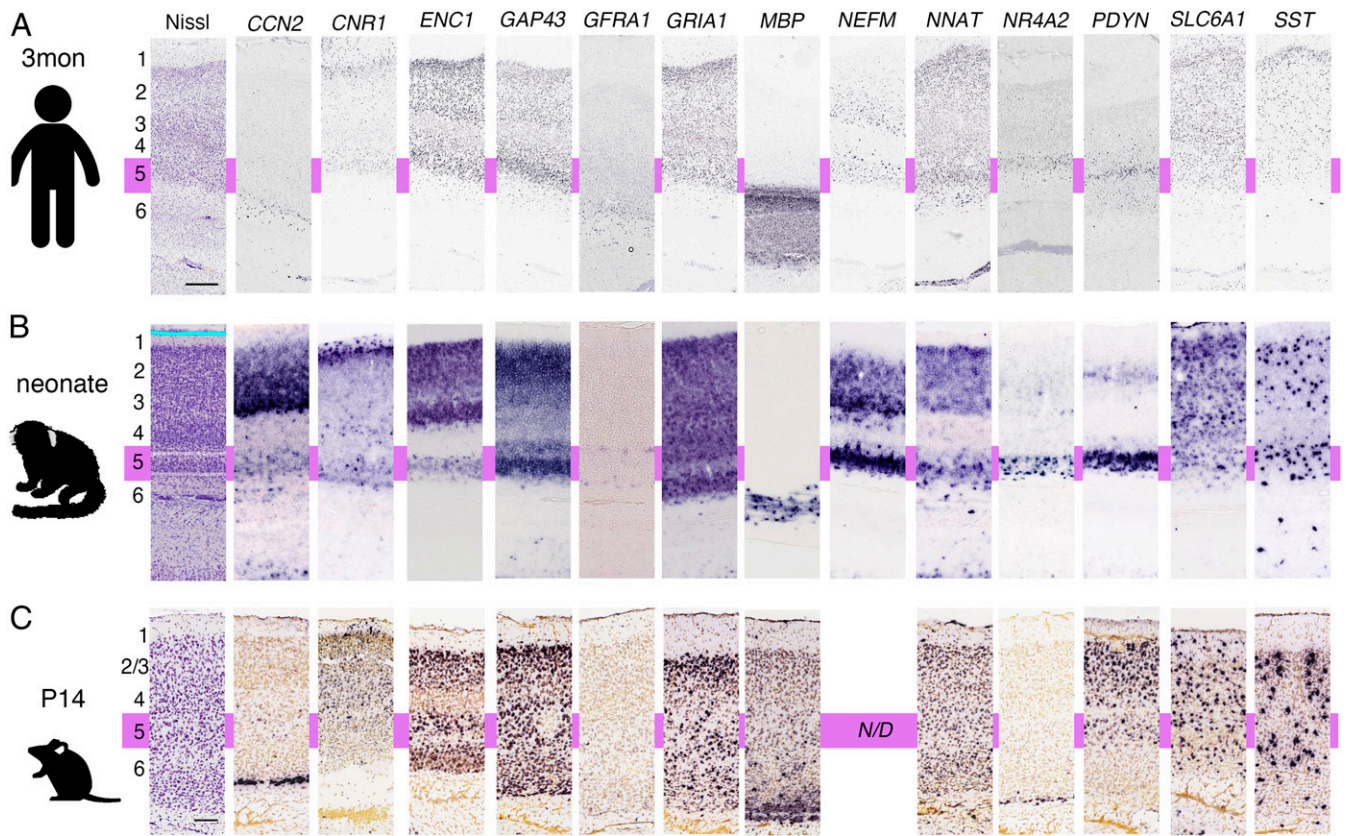 A
Nissl CCN2 CNR1 ENC1 GAP43 GFRA1 GRIA1 MBP NEFM NNAT NR4A2 PDYN SLC6A1 SST
3mon
1
2
3
4
5
6
B
neonate
1
2
3
4
5
6
C
P14
1
2/3
4
5
N/D
6